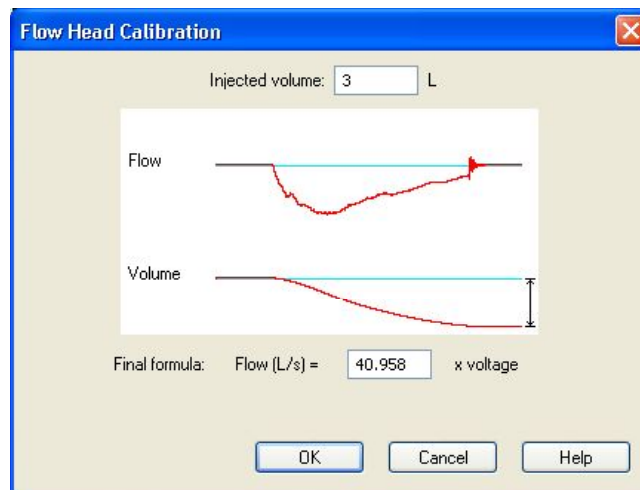 Flow Head Calibration
Injected volume: 3 L
Flow
Volume
Final formula: Flow (L/s) = 40.958 x voltage
OK Cancel Help